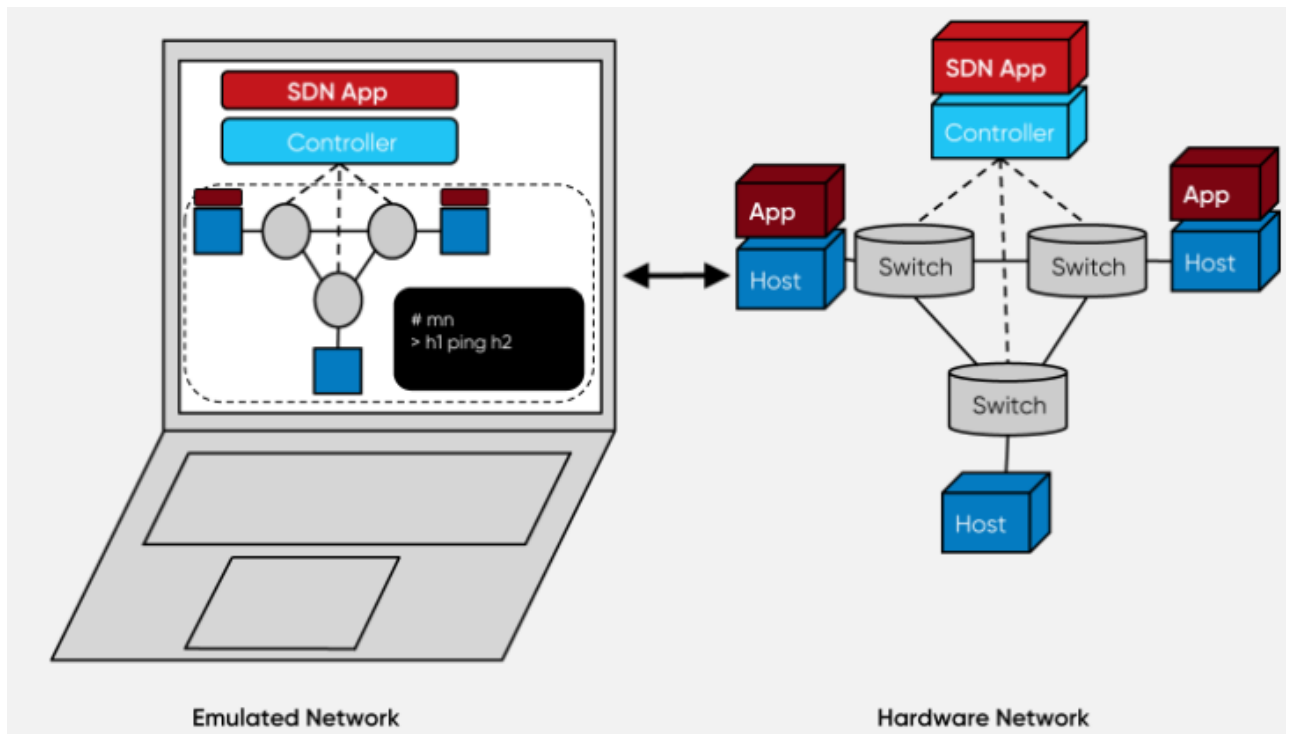 SDN App
Controller
# mn
> h1 ping h2
Emulated Network
SDN App
Controller
App
Host
Switch
Switch
App
Host
Switch
Host
Hardware Network